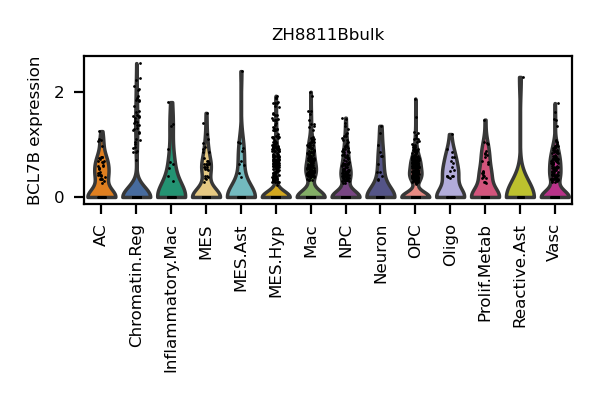 ZH8811Bbulk
BCL7B expression
2
0
AC
Chromatin.Reg
Inflammatory.Mac
MES
MES.Ast
MES.Hyp
Mac
NPC
Neuron
OPC
Oligo
Prolif.Metab
Reactive.Ast
Vasc